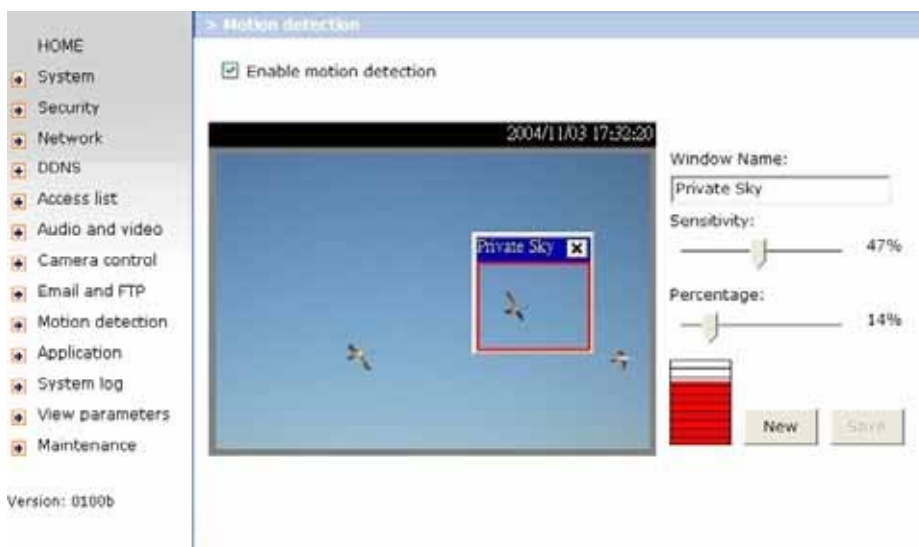 > Motion detection
HOME
System
Security
Network
DDNS
Access list
Audio and video
Camera control
Email and FTP
Motion detection
Application
System log
View parameters
Maintenance
Version: 0100b
Enable motion detection
2004/11/03 17:32:20
Private Sky
Window Name:
Private Sky
Sensitivity:
47%
Percentage:
14%
New
Save